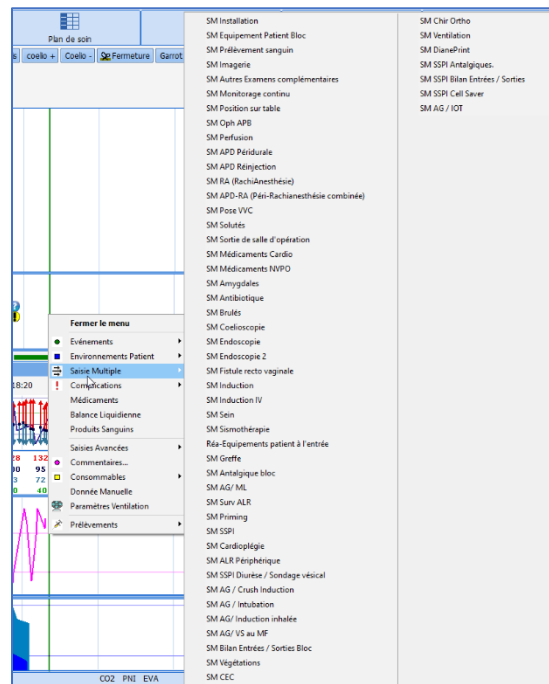 Plan de soin
s coelio + Coelio - Fermeture Garrot
18:20
28 132
00 95
3 72
0 40
CO2 PNI EVA
Fermer le menu
Evénements
Environnements Patient
Saisie Multiple
Complications
Médicaments
Balance Liquidienne
Produits Sanguins
Saisies Avancées
Commentaires...
Consommables
Donnée Manuelle
Paramètres Ventilation
Prélèvements
SM Installation
SM Equipement Patient Bloc
SM Prélèvement sanguin
SM Imagerie
SM Autres Examens complémentaires
SM Monitorage continu
SM Position sur table
SM Oph APB
SM Perfusion
SM APD Péridurale
SM APD Réinjection
SM RA (RachiAnesthésie)
SM APD-RA (Péri-Rachianesthésie combinée)
SM Pose VVC
SM Solutés
SM Sortie de salle d'opération
SM Médicaments Cardio
SM Médicaments NVPO
SM Amygdales
SM Antibiotique
SM Brulés
SM Coelioscopie
SM Endoscopie
SM Endoscopie 2
SM Fistule recto vaginale
SM Induction
SM Induction IV
SM Sein
SM Sismothérapie
Réa-Equipements patient à l'entrée
SM Greffe
SM Antalgique bloc
SM AG/ ML
SM Surv ALR
SM Priming
SM SSPI
SM Cardioplégie
SM ALR Périphérique
SM SSPI Diurèse / Sondage vésical
SM AG / Crush Induction
SM AG / Intubation
SM AG/ Induction inhalée
SM AG/ VS au MF
SM Bilan Entrées / Sorties Bloc
SM Végétations
SM CEC
SM Chir Ortho
SM Ventilation
SM DianePrint
SM SSPI Antalgiques.
SM SSPI Bilan Entrées / Sorties
SM SSPI Cell Saver
SM AG / IOT